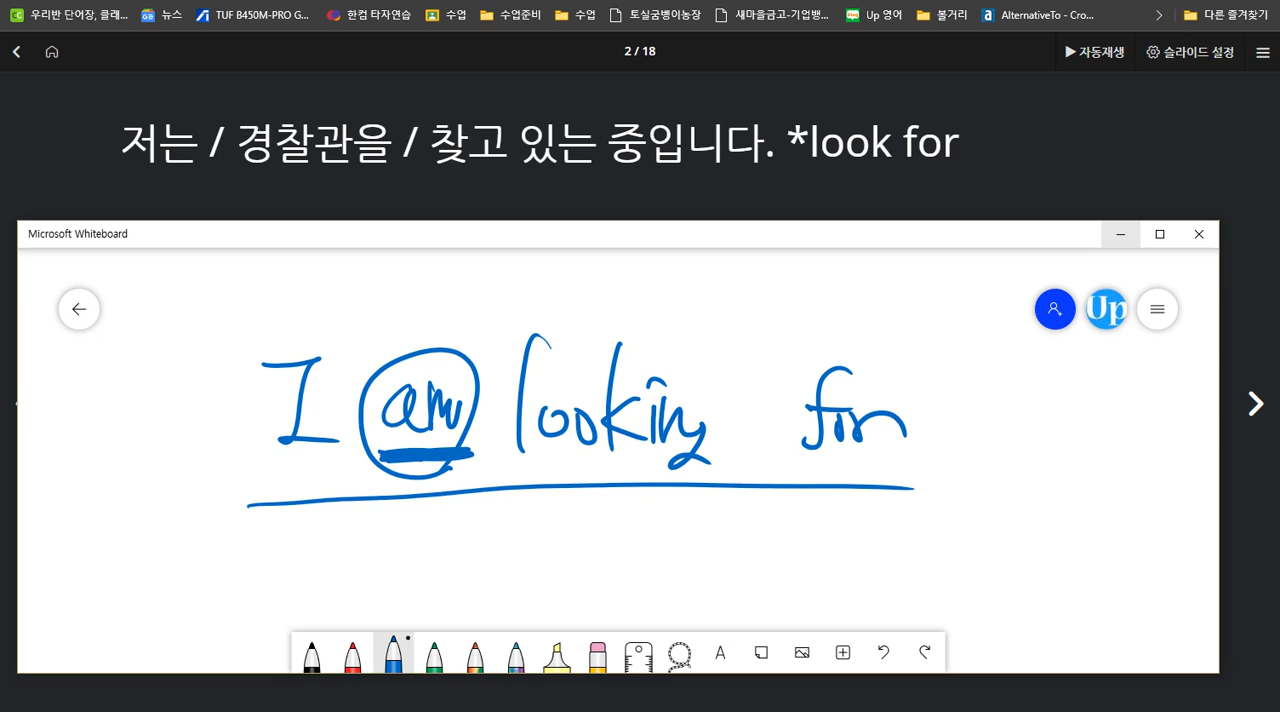 우리반 단어장, 클래... 뉴스 TUF B450M-PRO G... 한컴 타자연습 수업 수업준비 수업 토실궁뱅이농장 새마을금고-기업뱅... Up 영어 볼거리 AlternativeTo - Cro... 다른 즐겨찾기
2 / 18 자동재생 슬라이드 설정
저는 / 경찰관을 / 찾고 있는 중입니다. *look for
Microsoft Whiteboard
Up
I am looking for